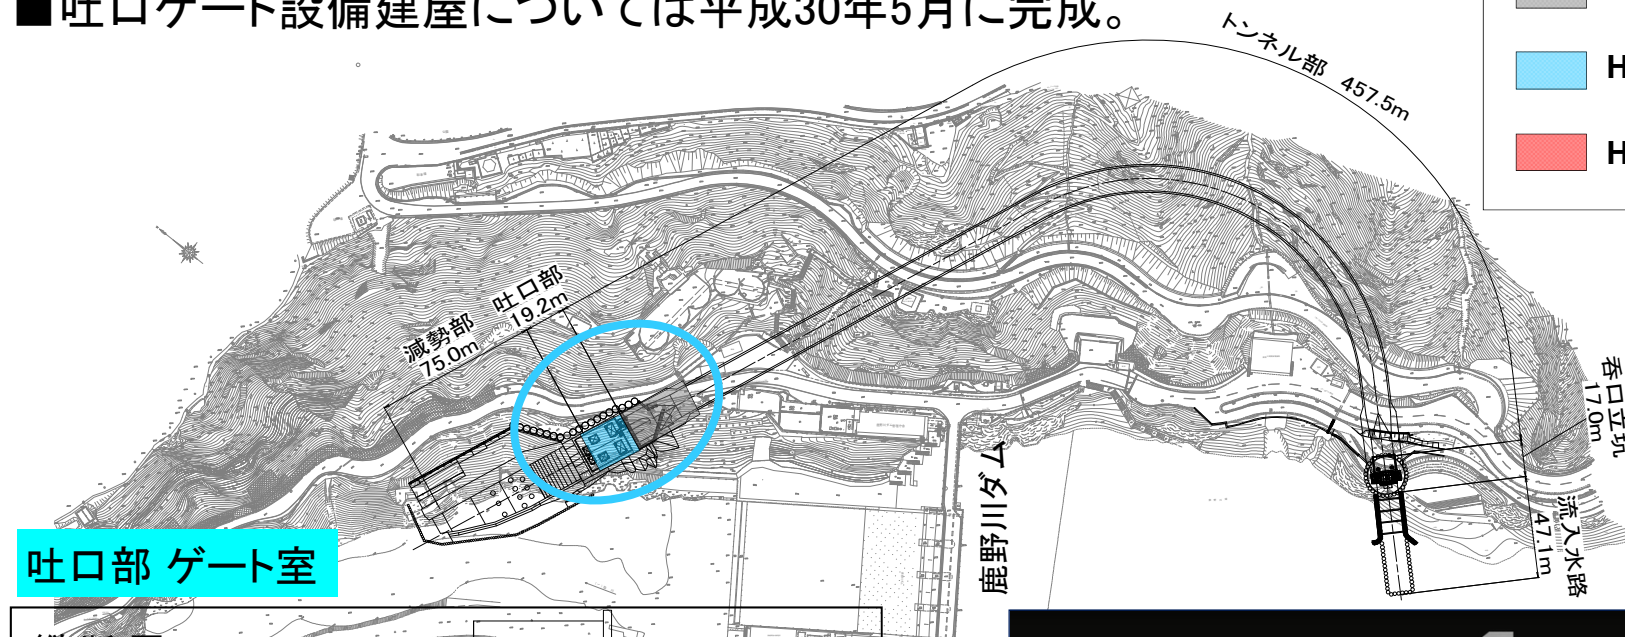 ■吐口ゲート設備建屋については平成30年5月に完成。
トンネル部 457.5m
H
H
吐口部
19.2m
減勢部
75.0m
呑口立坑
17.0m
鹿野川ダム
流入水路
47.1m
吐口部 ゲート室